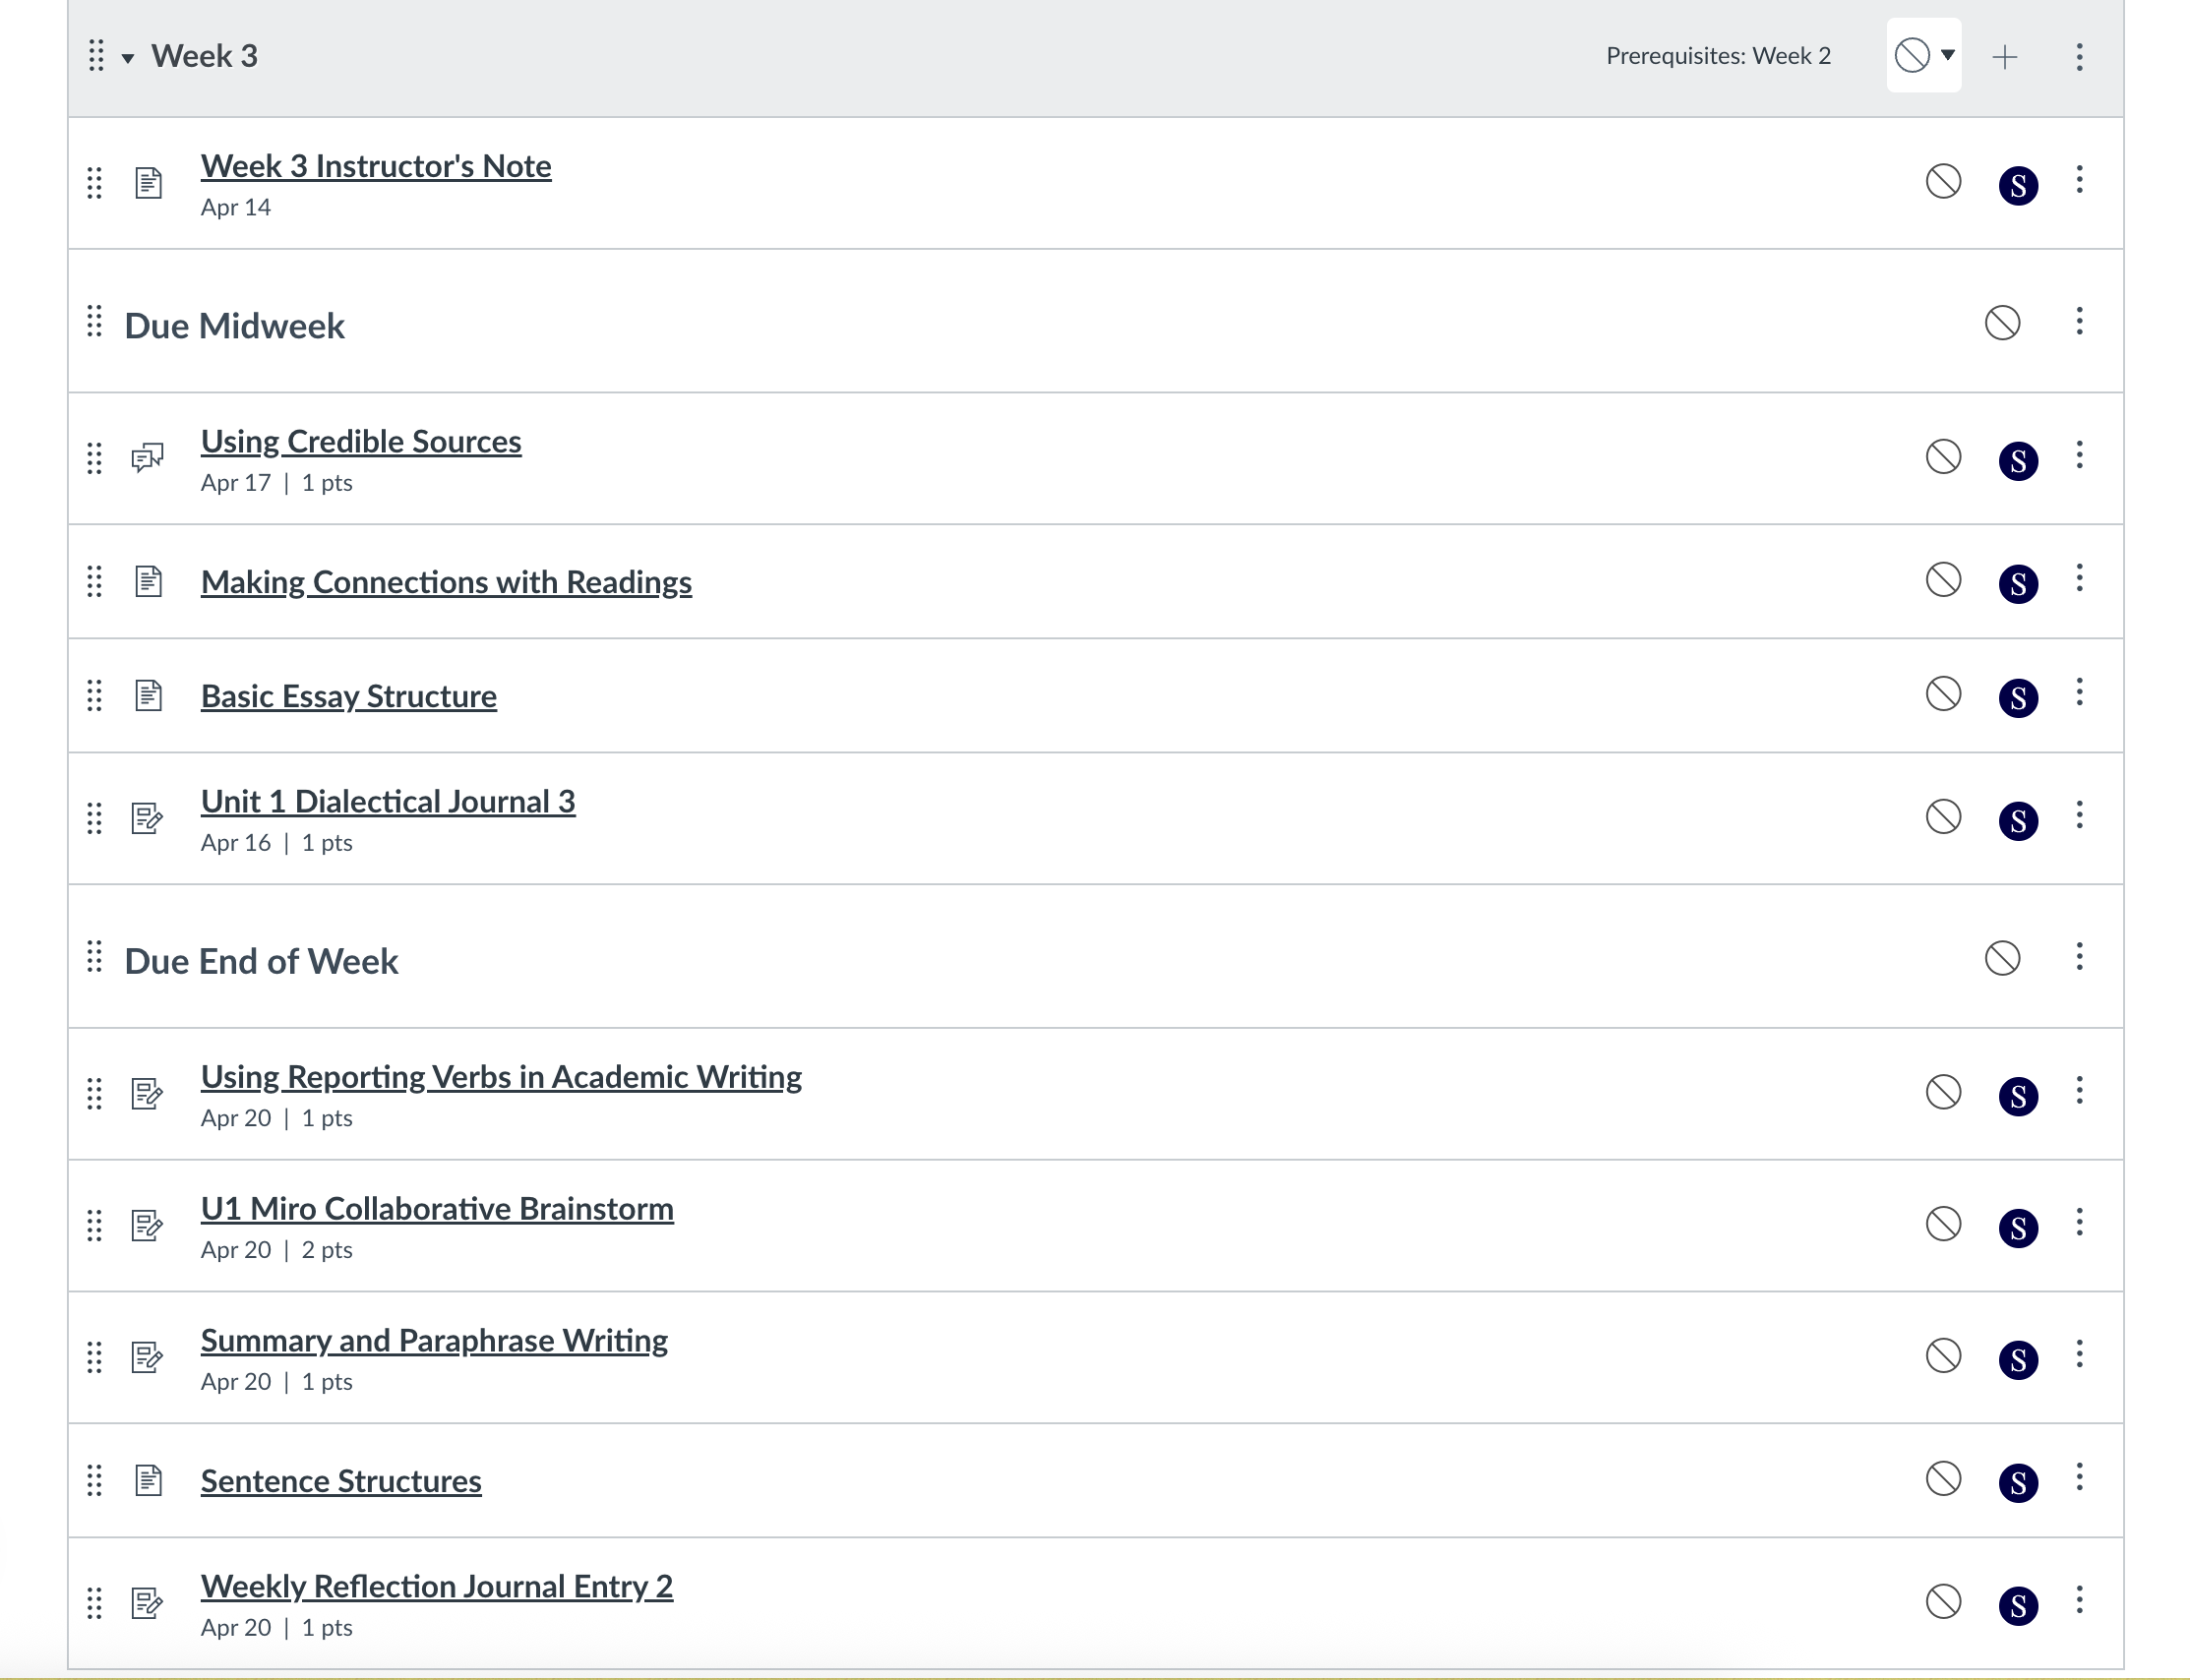 Week 3
Prerequisites: Week 2
Week 3 Instructor's Note
Apr 14
S
Due Midweek
Using Credible Sources
Apr 17 | 1 pts
S
Making Connections with Readings
S
Basic Essay Structure
S
Unit 1 Dialectical Journal 3
Apr 16 | 1 pts
S
Due End of Week
Using Reporting Verbs in Academic Writing
Apr 20 | 1 pts
S
U1 Miro Collaborative Brainstorm
Apr 20 | 2 pts
S
Summary and Paraphrase Writing
Apr 20 | 1 pts
S
Sentence Structures
S
Weekly Reflection Journal Entry 2
Apr 20 | 1 pts
S